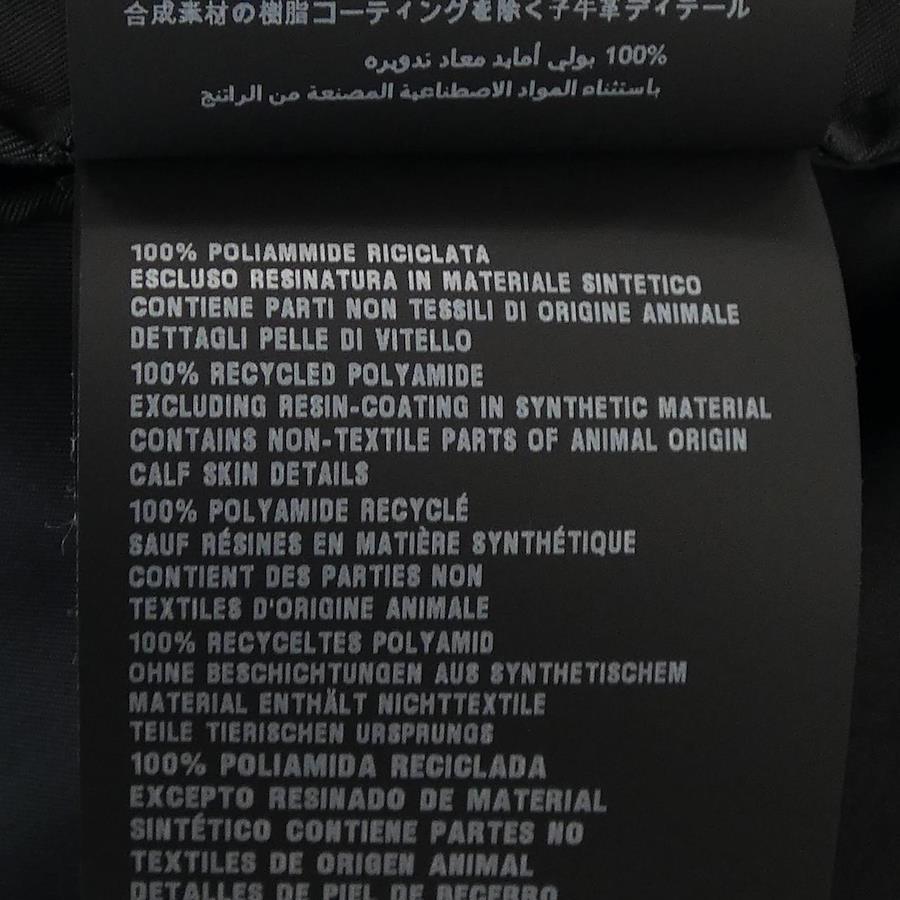 合成素材の樹脂コーティングを除く子牛革ディテール
100% بولي أمايد معاد تدويره
باستثناء المواد الاصطناعية المصنعة من الراتنج
100% POLIAMMIDE RICICLATA
ESCLUSO RESINATURA IN MATERIALE SINTETICO
CONTIENE PARTI NON TESSILI DI ORIGINE ANIMALE
DETTAGLI PELLE DI VITELLO
100% RECYCLED POLYAMIDE
EXCLUDING RESIN-COATING IN SYNTHETIC MATERIAL
CONTAINS NON-TEXTILE PARTS OF ANIMAL ORIGIN
CALF SKIN DETAILS
100% POLYAMIDE RECYCLÉ
SAUF RÉSINES EN MATIÈRE SYNTHÉTIQUE
CONTIENT DES PARTIES NON
TEXTILES D'ORIGINE ANIMALE
100% RECYCELTES POLYAMID
OHNE BESCHICHTUNGEN AUS SYNTHETISCHEM
MATERIAL ENTHÄLT NICHTTEXTILE
TEILE TIERISCHEN URSPRUNGS
100% POLIAMIDA RECICLADA
EXCEPTO RESINADO DE MATERIAL
SINTÉTICO CONTIENE PARTES NO
TEXTILES DE ORIGEN ANIMAL
DETALLES DE PIEL DE BECERRO